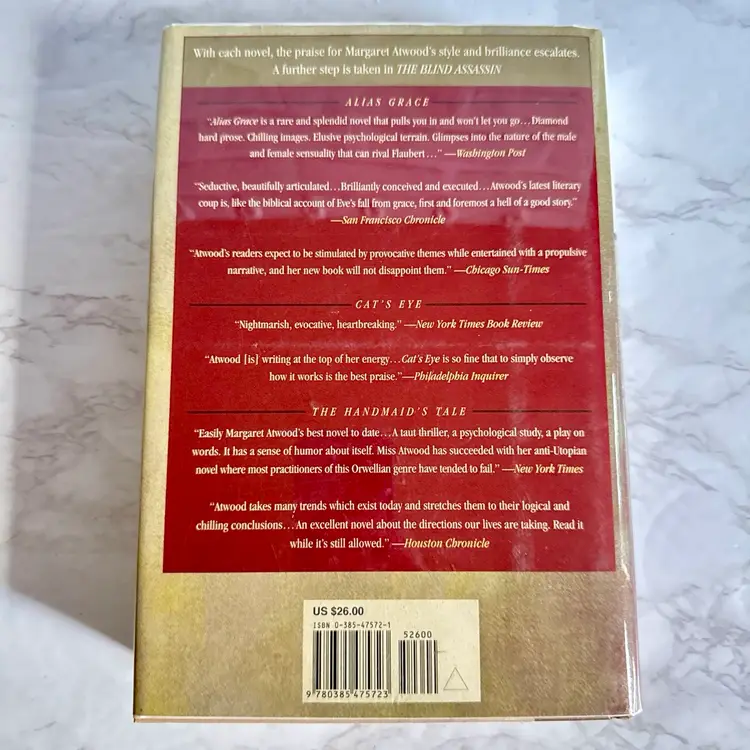 With each novel, the praise for Margaret Atwood's style and brilliance escalates.
A further step is taken in THE BLIND ASSASSIN
ALIAS GRACE
“Alias Grace is a rare and splendid novel that pulls you in and won't let you go…Diamond
hard prose. Chilling images. Elusive psychological terrain. Glimpses into the nature of the male
and female sensuality that can rival Flaubert…” —Washington Post
“Seductive, beautifully articulated…Brilliantly conceived and executed…Atwood's latest literary
coup is, like the biblical account of Eve's fall from grace, first and foremost a hell of a good story.”
—San Francisco Chronicle
“Atwood's readers expect to be stimulated by provocative themes while entertained with a propulsive
narrative, and her new book will not disappoint them.” —Chicago Sun-Times
CAT'S EYE
“Nightmarish, evocative, heartbreaking.” —New York Times Book Review
“Atwood [is] writing at the top of her energy…Cat's Eye is so fine that to simply observe
how it works is the best praise.”—Philadelphia Inquirer
THE HANDMAID'S TALE
“Easily Margaret Atwood's best novel to date…A taut thriller, a psychological study, a play on
words. It has a sense of humor about itself. Miss Atwood has succeeded with her anti-Utopian
novel where most practitioners of this Orwellian genre have tended to fail.” —New York Times
“Atwood takes many trends which exist today and stretches them to their logical and
chilling conclusions…An excellent novel about the directions our lives are taking. Read it
while it's still allowed.” —Houston Chronicle
US $26.00
ISBN 0-385-47572-1
52600
9 780385 475723